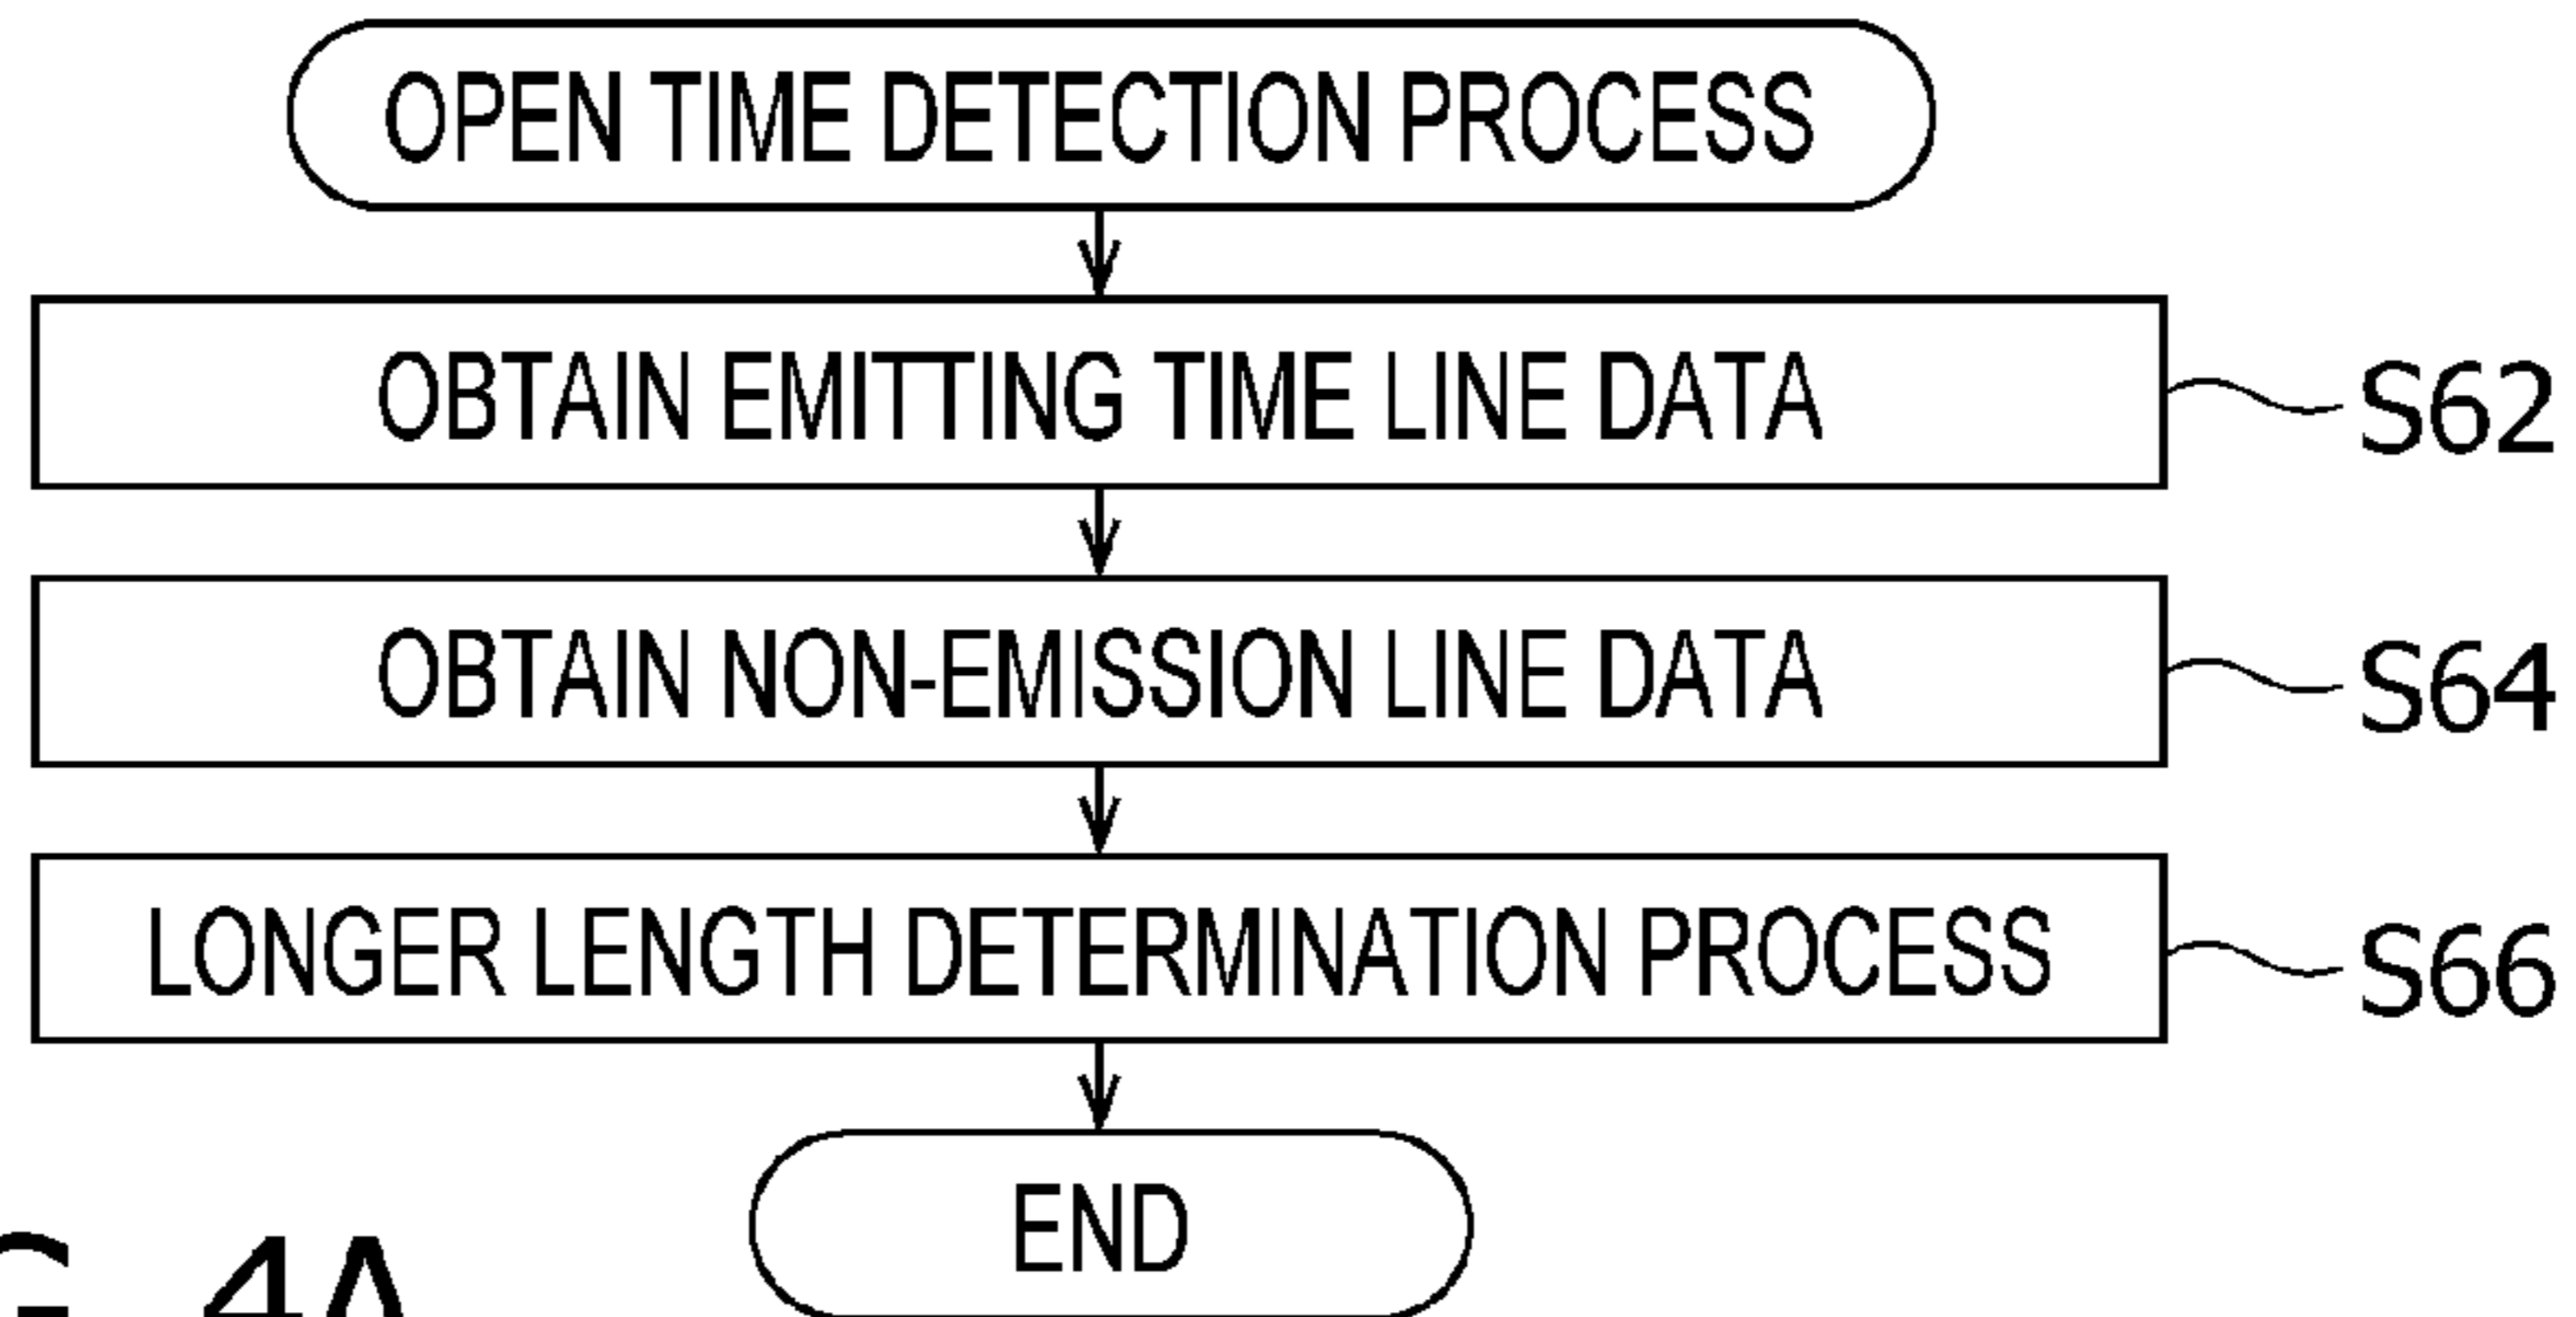 OPEN TIME DETECTION PROCESS
OBTAIN EMITTING TIME LINE DATA
S62
OBTAIN NON-EMISSION LINE DATA
S64
LONGER LENGTH DETERMINATION PROCESS
S66
END
4A